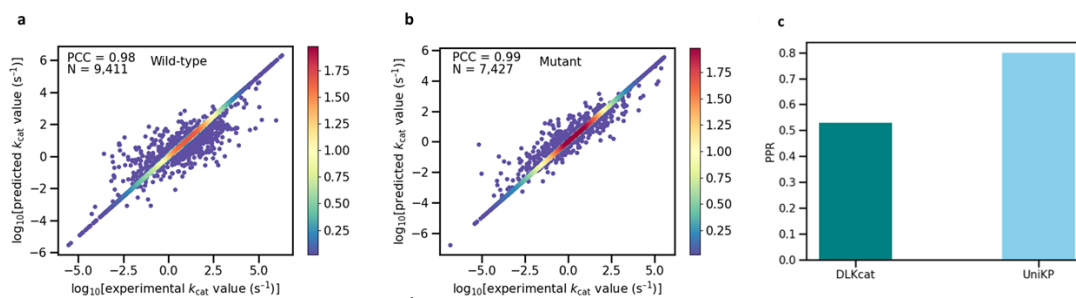 a
PCC = 0.98
N = 9,411
Wild-type
log10[predicted kcat value (s⁻¹)]
6
4
2
0
−2
−4
−6
−5.0 −2.5 0.0 2.5 5.0
log10[experimental kcat value (s⁻¹)]
1.75
1.50
1.25
1.00
0.75
0.50
0.25
b
PCC = 0.99
N = 7,427
Mutant
log10[predicted kcat value (s⁻¹)]
6
4
2
0
−2
−4
−6
−5.0 −2.5 0.0 2.5 5.0
log10[experimental kcat value (s⁻¹)]
1.75
1.50
1.25
1.00
0.75
0.50
0.25
c
PPR
0.8
0.7
0.6
0.5
0.4
0.3
0.2
0.1
0.0
DLKcat UniKP